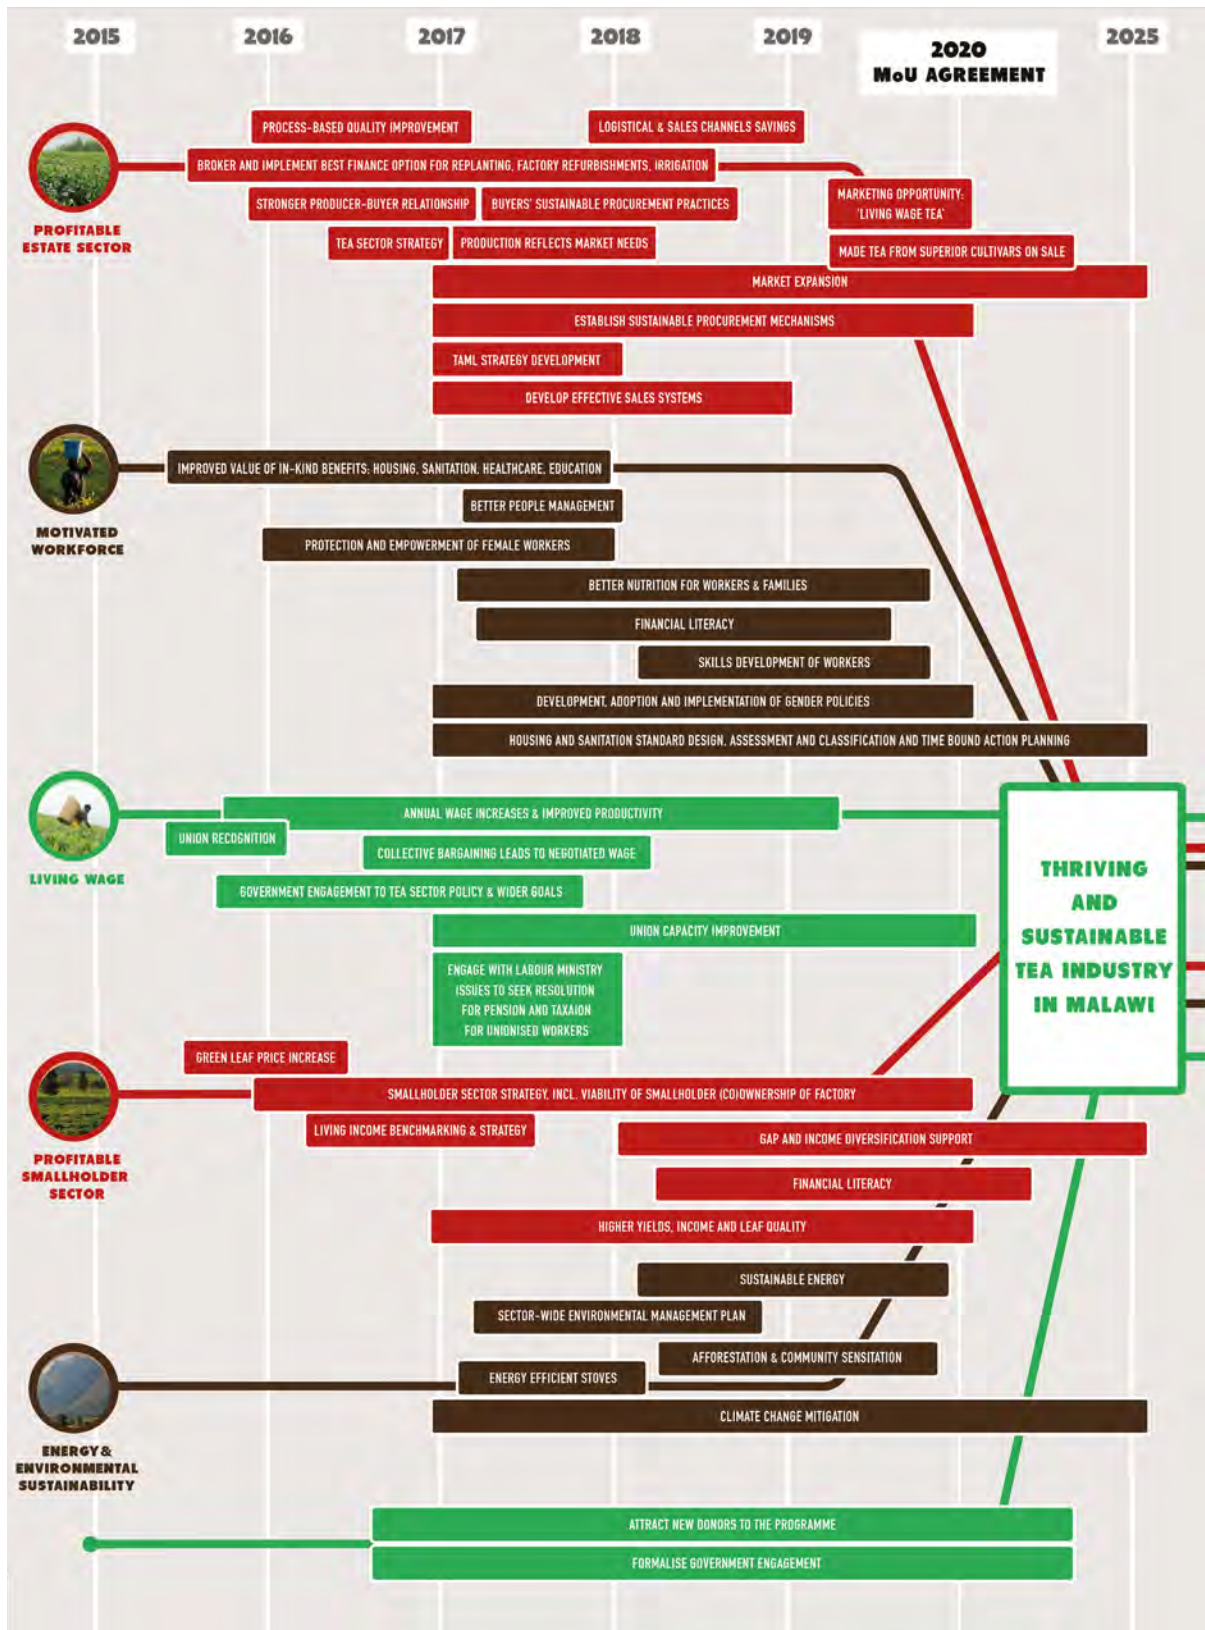 2015
2016
2017
2018
2019
2020
MoU AGREEMENT
2025
PROCESS-BASED QUALITY IMPROVEMENT
LOGISTICAL & SALES CHANNELS SAVINGS
BROKER AND IMPLEMENT BEST FINANCE OPTION FOR REPLANTING, FACTORY REFURBISHMENTS, IRRIGATION
STRONGER PRODUCER-BUYER RELATIONSHIP
BUYERS' SUSTAINABLE PROCUREMENT PRACTICES
MARKETING OPPORTUNITY:
'LIVING WAGE TEA'
PROFITABLE
ESTATE SECTOR
TEA SECTOR STRATEGY
PRODUCTION REFLECTS MARKET NEEDS
MADE TEA FROM SUPERIOR CULTIVARS ON SALE
MARKET EXPANSION
ESTABLISH SUSTAINABLE PROCUREMENT MECHANISMS
TAML STRATEGY DEVELOPMENT
DEVELOP EFFECTIVE SALES SYSTEMS
IMPROVED VALUE OF IN-KIND BENEFITS: HOUSING, SANITATION, HEALTHCARE, EDUCATION
BETTER PEOPLE MANAGEMENT
MOTIVATED
WORKFORCE
PROTECTION AND EMPOWERMENT OF FEMALE WORKERS
BETTER NUTRITION FOR WORKERS & FAMILIES
FINANCIAL LITERACY
SKILLS DEVELOPMENT OF WORKERS
DEVELOPMENT, ADOPTION AND IMPLEMENTATION OF GENDER POLICIES
HOUSING AND SANITATION STANDARD DESIGN, ASSESSMENT AND CLASSIFICATION AND TIME BOUND ACTION PLANNING
ANNUAL WAGE INCREASES & IMPROVED PRODUCTIVITY
UNION RECOGNITION
COLLECTIVE BARGAINING LEADS TO NEGOTIATED WAGE
LIVING WAGE
GOVERNMENT ENGAGEMENT TO TEA SECTOR POLICY & WIDER GOALS
UNION CAPACITY IMPROVEMENT
ENGAGE WITH LABOUR MINISTRY
ISSUES TO SEEK RESOLUTION
FOR PENSION AND TAXAION
FOR UNIONISED WORKERS
THRIVING
AND
SUSTAINABLE
TEA INDUSTRY
IN MALAWI
GREEN LEAF PRICE INCREASE
SMALLHOLDER SECTOR STRATEGY, INCL. VIABILITY OF SMALLHOLDER (CO)OWNERSHIP OF FACTORY
LIVING INCOME BENCHMARKING & STRATEGY
GAP AND INCOME DIVERSIFICATION SUPPORT
PROFITABLE
SMALLHOLDER
SECTOR
FINANCIAL LITERACY
HIGHER YIELDS, INCOME AND LEAF QUALITY
SUSTAINABLE ENERGY
SECTOR-WIDE ENVIRONMENTAL MANAGEMENT PLAN
AFFORESTATION & COMMUNITY SENSITATION
ENERGY EFFICIENT STOVES
CLIMATE CHANGE MITIGATION
ENERGY &
ENVIRONMENTAL
SUSTAINABILITY
ATTRACT NEW DONORS TO THE PROGRAMME
FORMALISE GOVERNMENT ENGAGEMENT